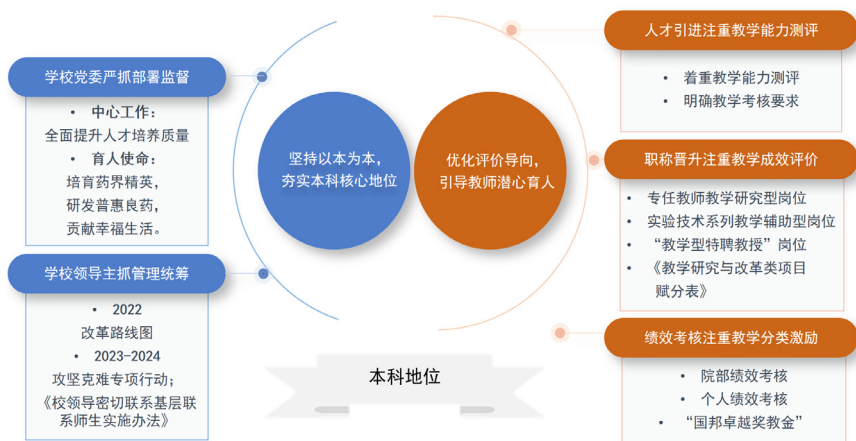 学校党委严抓部署监督
• 中心工作：
全面提升人才培养质量
• 育人使命：
培育药界精英，
研发普惠良药，
贡献幸福生活。
学校领导主抓管理统筹
• 2022
改革路线图
• 2023-2024
攻坚克难专项行动；
《校领导密切联系基层联
系师生实施办法》
坚持以本为本，
夯实本科核心地位
优化评价导向，
引导教师潜心育人
本科地位
人才引进注重教学能力测评
• 着重教学能力测评
• 明确教学考核要求
职称晋升注重教学成效评价
• 专任教师教学研究型岗位
• 实验技术系列教学辅助型岗位
• “教学型特聘教授”岗位
• 《教学研究与改革类项目
赋分表》
绩效考核注重教学分类激励
• 院部绩效考核
• 个人绩效考核
• “国邦卓越奖教金”